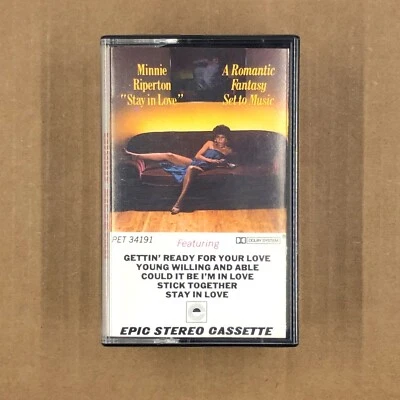 Minnie
Riperton
"Stay in Love"
A Romantic
Fantasy
Set to Music
PET 34191
Featuring
DOLBY SYSTEM
GETTIN' READY FOR YOUR LOVE
YOUNG WILLING AND ABLE
COULD IT BE I'M IN LOVE
STICK TOGETHER
STAY IN LOVE
EPIC STEREO CASSETTE